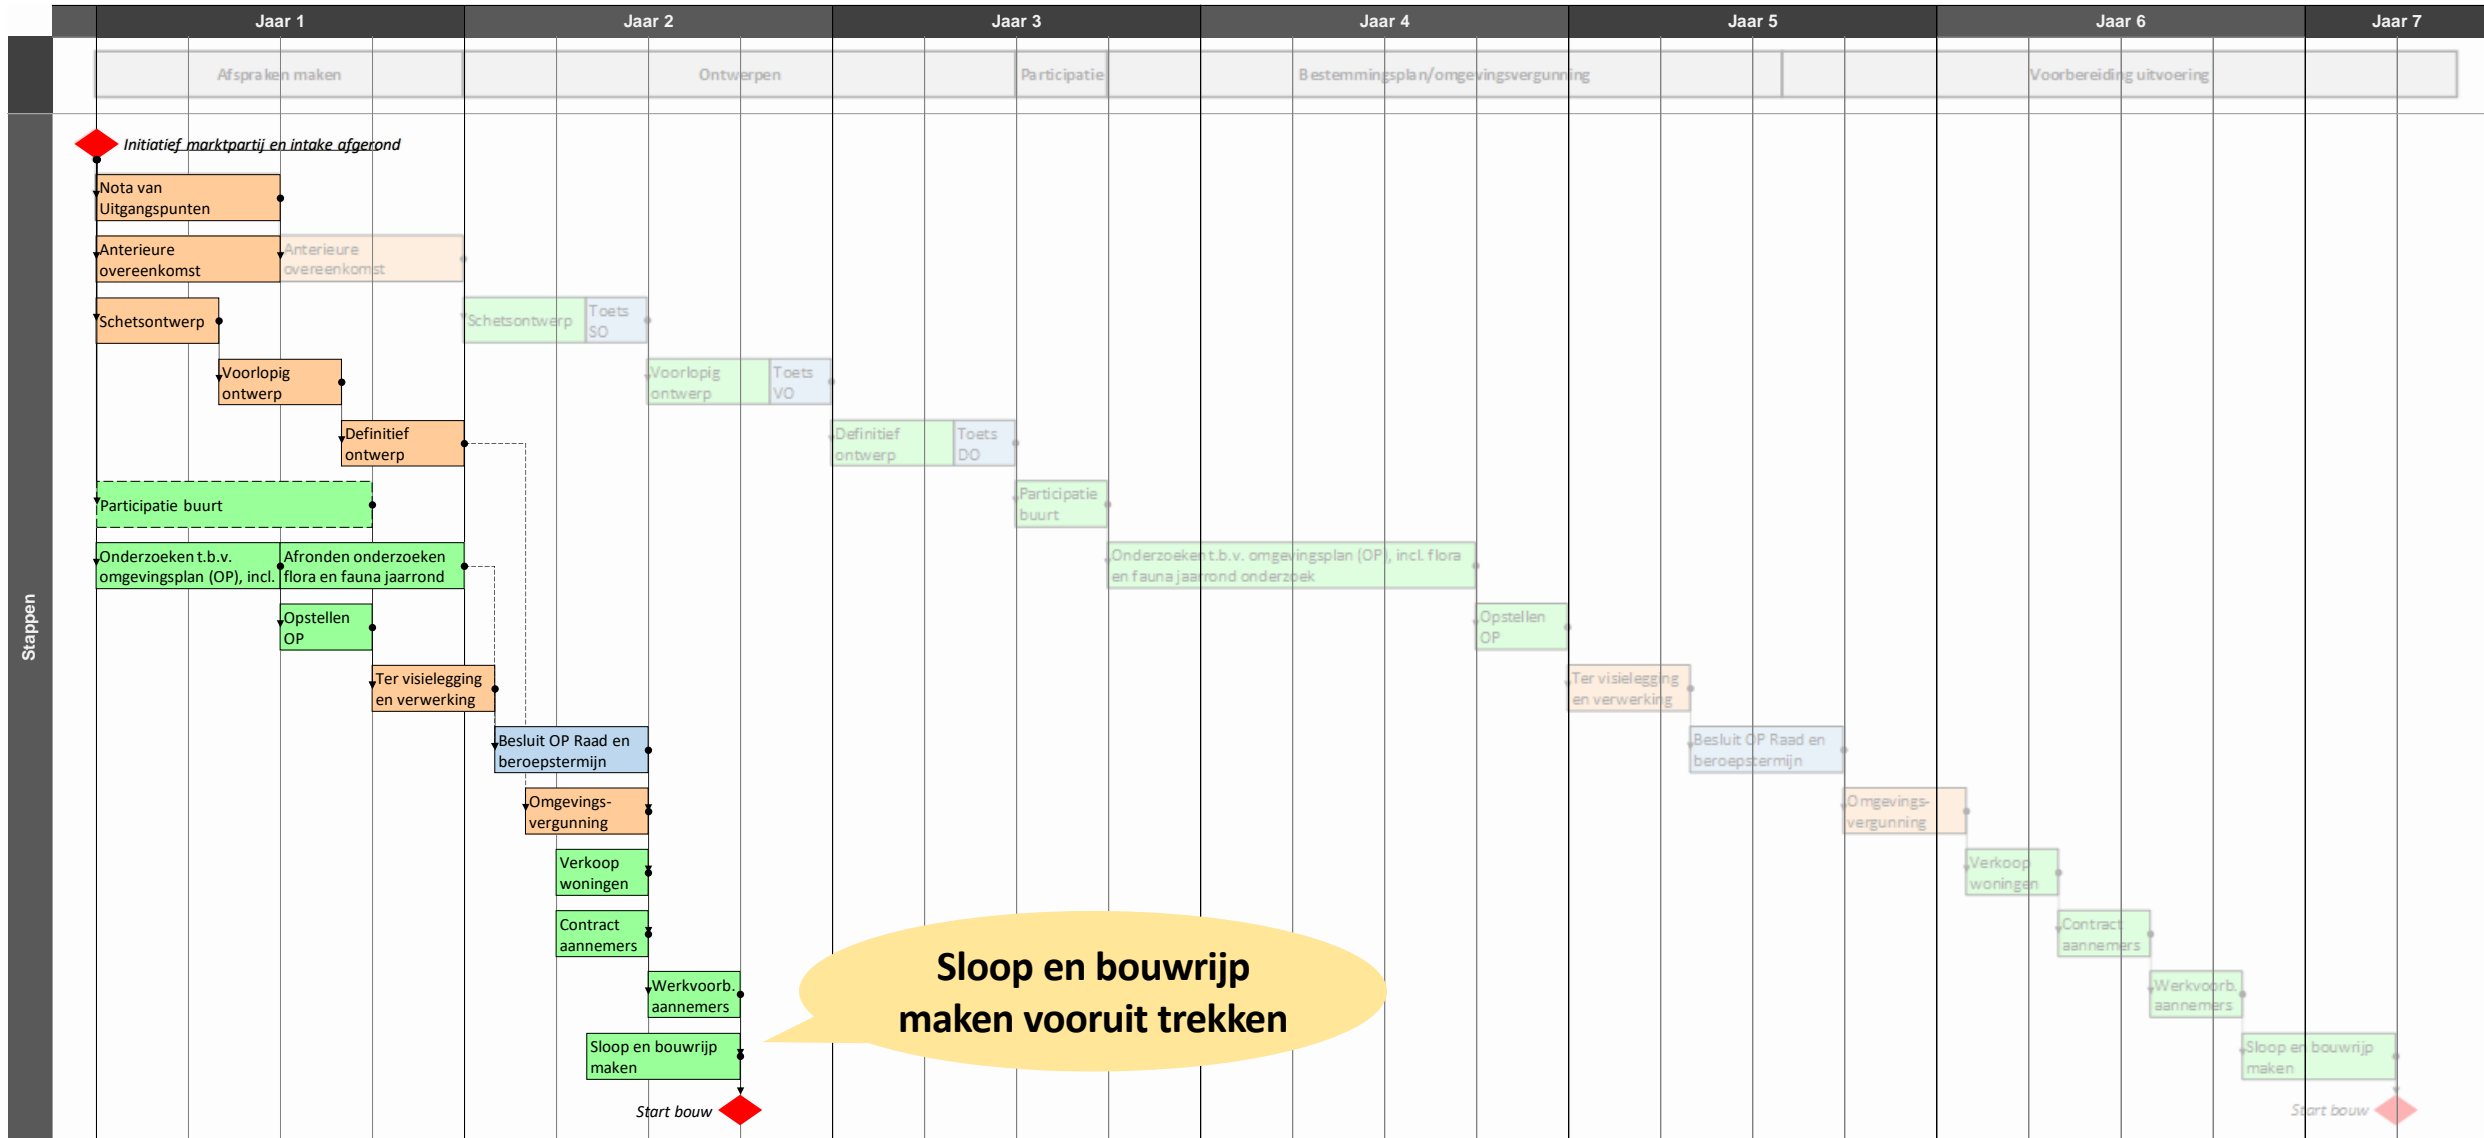 Jaar 1
Jaar 2
Jaar 3
Jaar 4
Jaar 5
Jaar 6
Jaar 7
Afspraken maken
Ontwerpen
Participatie
Bestemmingsplan/omgevingsvergunning
Voorbereiding uitvoering
Stappen
Initiatief marktpartij en intake afgerond
Nota van
Uitgangspunten
Anterieure
overeenkomst
Anterieure
overeenkomst
Schetsontwerp
Schetsontwerp
Toets
SO
Voorlopig
ontwerp
Voorlopig
ontwerp
Toets
VO
Definitief
ontwerp
Definitief
ontwerp
Toets
DO
Participatie buurt
Participatie
buurt
Onderzoeken t.b.v.
omgevingsplan (OP), incl.
Afronden onderzoeken
flora en fauna jaarrond
Onderzoeken t.b.v. omgevingsplan (OP), incl. flora
en fauna jaarrond onderzoek
Opstellen
OP
Opstellen
OP
Ter visielegging
en verwerking
Ter visielegging
en verwerking
Besluit OP Raad en
beroepstermijn
Besluit OP Raad en
beroepstermijn
Omgevings-
vergunning
Omgevings-
vergunning
Verkoop
woningen
Verkoop
woningen
Contract
aannemers
Contract
aannemers
Werkvoorb.
aannemers
Sloop en bouwrijp
maken vooruit trekken
Werkvoorb.
aannemers
Sloop en bouwrijp
maken
Sloop en bouwrijp
maken
Start bouw
Start bouw